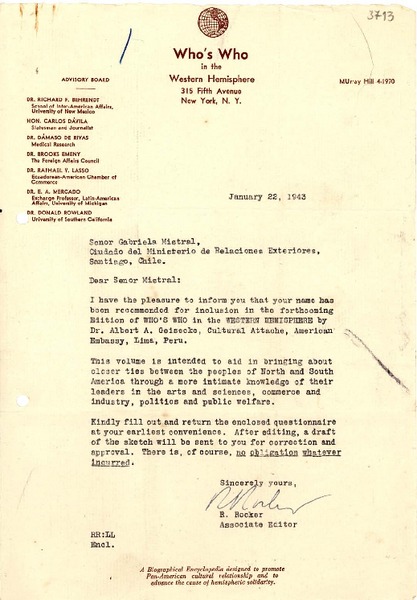 3713
Who's Who
in the
Western Hemisphere
315 Fifth Avenue
New York, N. Y.
MUrray Hill 4-1970
ADVISORY BOARD
DR. RICHARD F. BEHRENDT
School of Inter-American Affairs,
University of New Mexico
HON. CARLOS DÁVILA
Statesman and Journalist
DR. DÁMASO DE RIVAS
Medical Research
DR. BROOKS EMENY
The Foreign Affairs Council
DR. RAPHAEL V. LASSO
Ecuadorean-American Chamber of
Commerce
DR. E. A. MERCADO
Exchange Professor, Latin-American
Affairs, University of Michigan
DR. DONALD ROWLAND
University of Southern California
January 22, 1943
Senor Gabriela Mistral,
Ciudado del Ministerio de Relaciones Exteriores,
Santiago, Chile.
Dear Senor Mistral:
I have the pleasure to inform you that your name has
been recommended for inclusion in the forthcoming
Edition of WHO'S WHO in the WESTERN HEMISPHERE by
Dr. Albert A. Geisecke, Cultural Attache, American
Embassy, Lima, Peru.
This volume is intended to aid in bringing about
closer ties between the peoples of North and South
America through a more intimate knowledge of their
leaders in the arts and sciences, commerce and
industry, politics and public welfare.
Kindly fill out and return the enclosed questionnaire
at your earliest convenience. After editing, a draft
of the sketch will be sent to you for correction and
approval. There is, of course, no obligation whatever
incurred.
Sincerely yours,
R Rocker
R. Rocker
Associate Editor
RR:LL
Encl.
A Biographical Encyclopedia designed to promote
Pan-American cultural relationship and to
advance the cause of hemispheric solidarity.